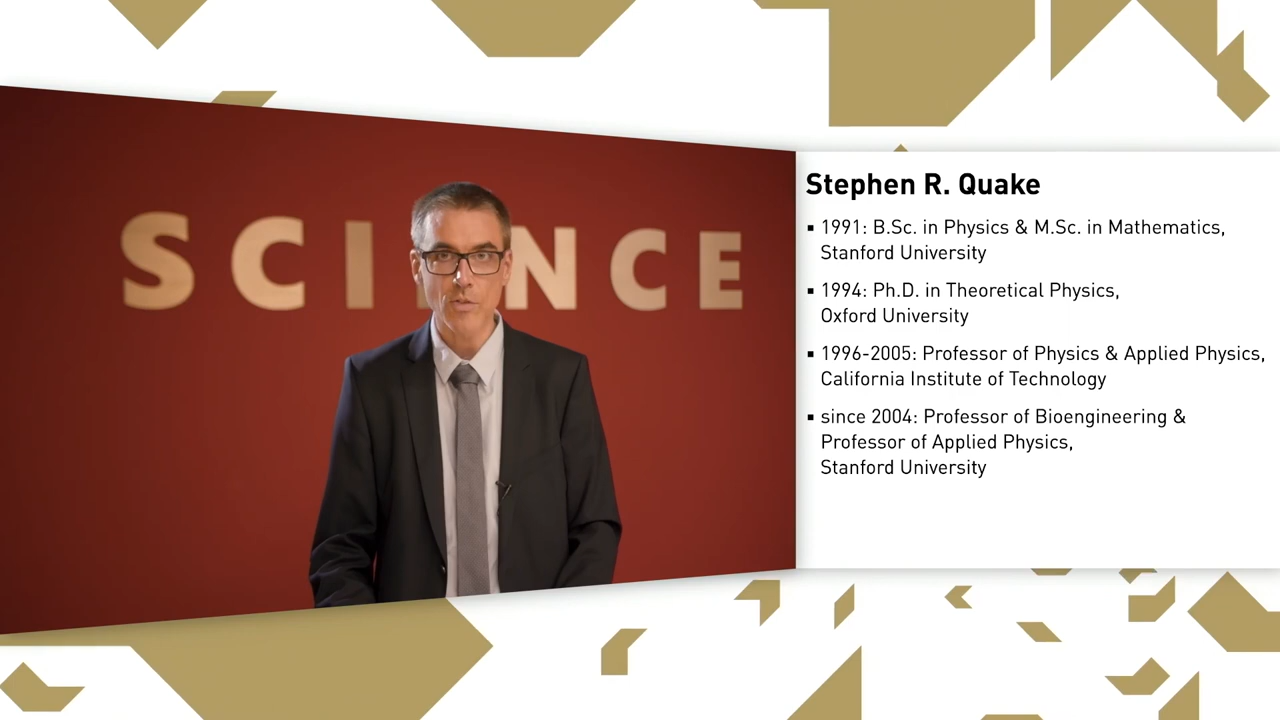 SCIENCE
Stephen R. Quake
▪ 1991: B.Sc. in Physics & M.Sc. in Mathematics,
Stanford University
▪ 1994: Ph.D. in Theoretical Physics,
Oxford University
▪ 1996-2005: Professor of Physics & Applied Physics,
California Institute of Technology
▪ since 2004: Professor of Bioengineering &
Professor of Applied Physics,
Stanford University